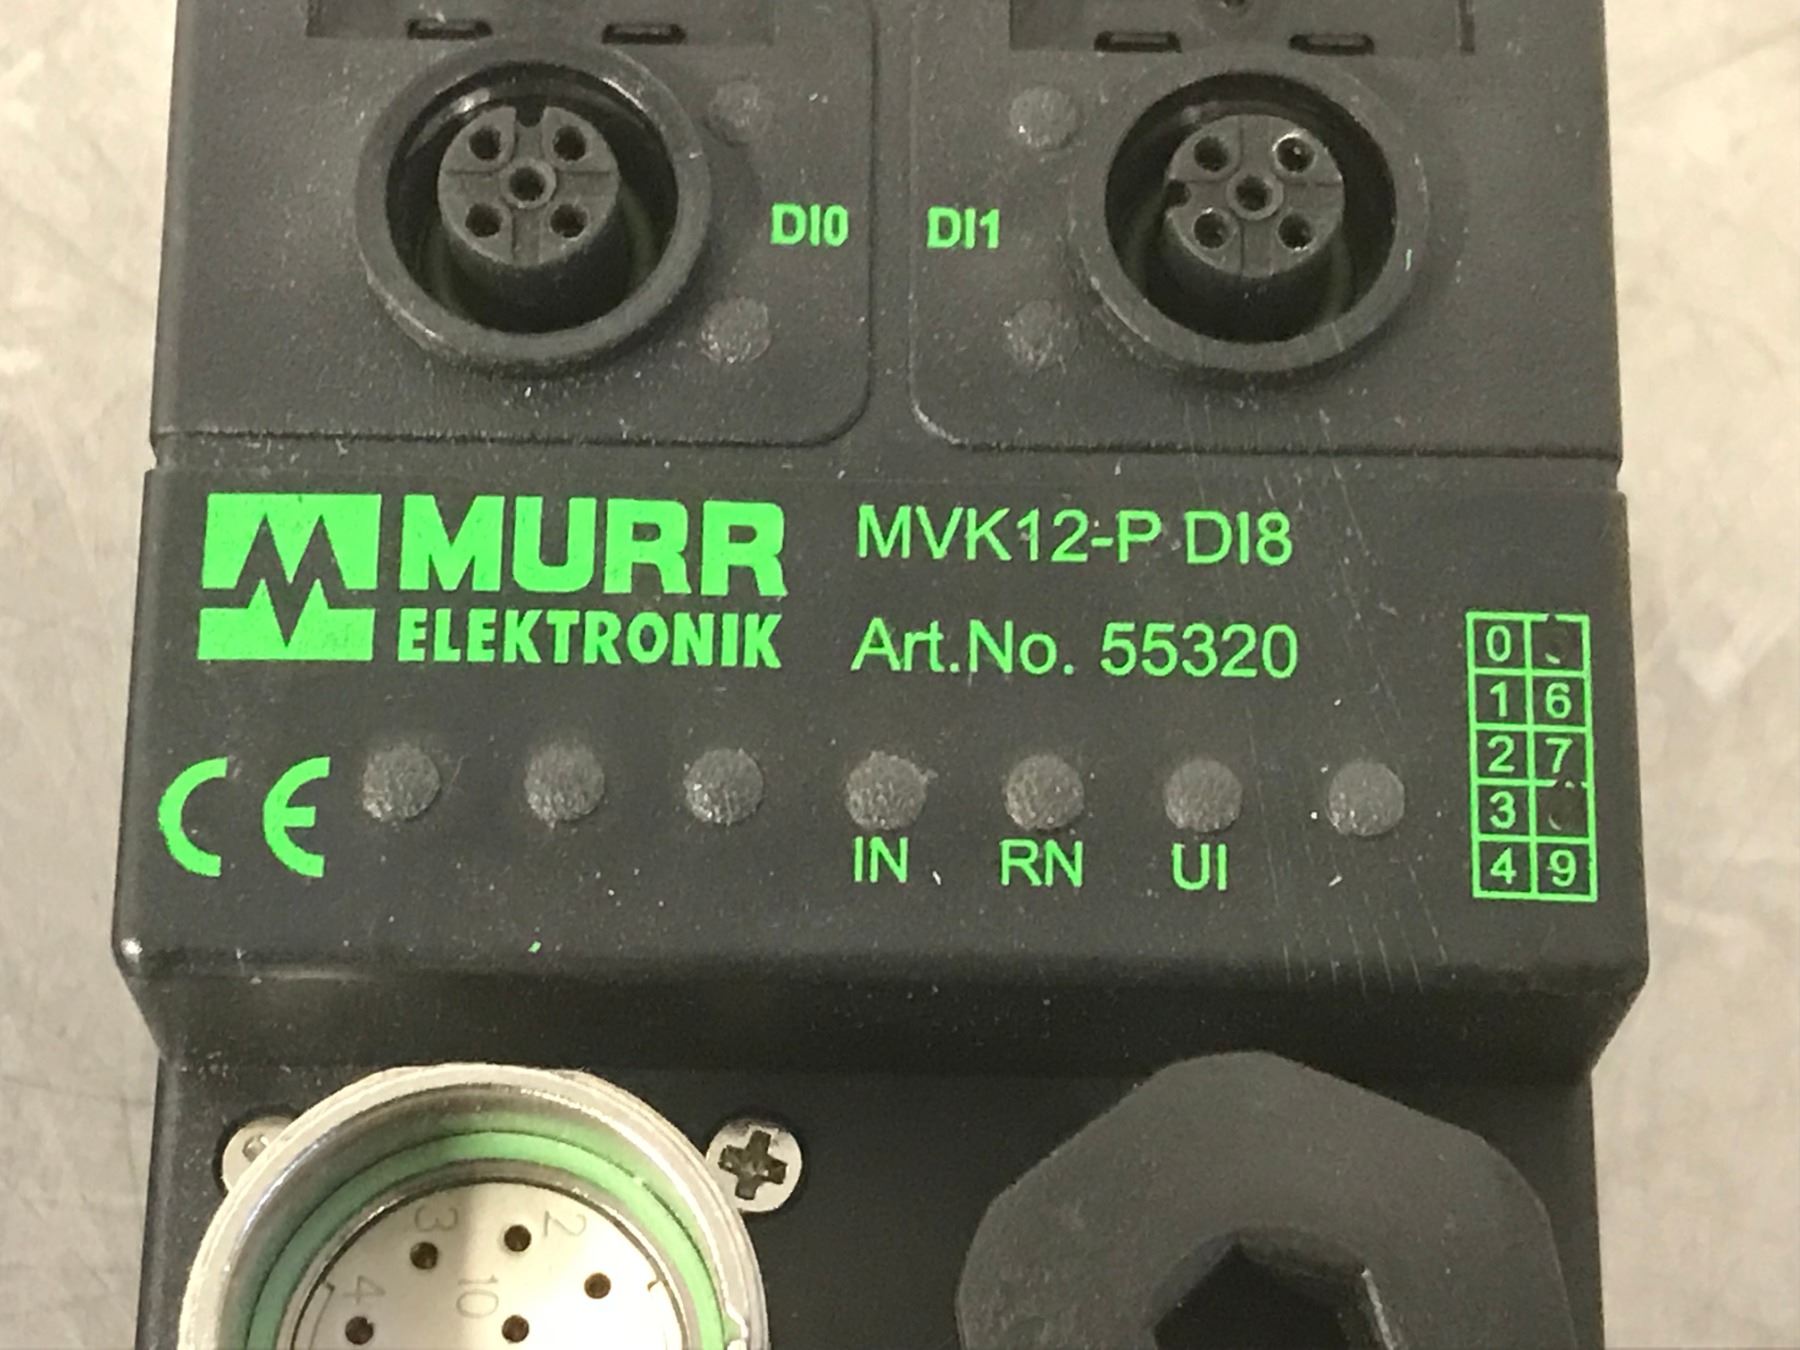 DI0 DI1
MURR
ELEKTRONIK
MVK12-P DI8
Art.No. 55320
CE
IN RN UI
0
1 6
2 7
3
4 9
3 2
4 10